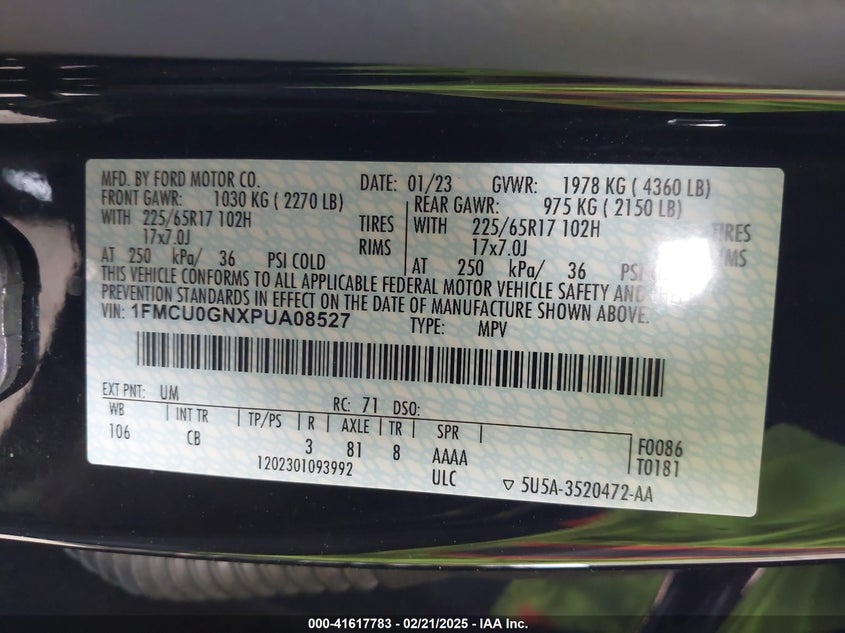 MFD. BY FORD MOTOR CO. DATE: 01/23 GVWR: 1978 KG ( 4360 LB)
FRONT GAWR: 1030 KG ( 2270 LB) REAR GAWR: 975 KG ( 2150 LB)
WITH 225/65R17 102H TIRES WITH 225/65R17 102H TIRES
17x7.0J RIMS 17x7.0J RIMS
AT 250 kPa/ 36 PSI COLD AT 250 kPa/ 36 PSI
THIS VEHICLE CONFORMS TO ALL APPLICABLE FEDERAL MOTOR VEHICLE SAFETY AND
PREVENTION STANDARDS IN EFFECT ON THE DATE OF MANUFACTURE SHOWN ABOVE.
VIN: 1FMCU0GNXPUA08527 TYPE: MPV
EXT PNT: UM RC: 71 DSO:
WB INT TR TP/PS R AXLE TR SPR
106 CB 3 81 8 AAAA F0086
1202301093992 ULC T0181
5U5A-3520472-AA
000-41617783 - 02/21/2025 - IAA Inc.